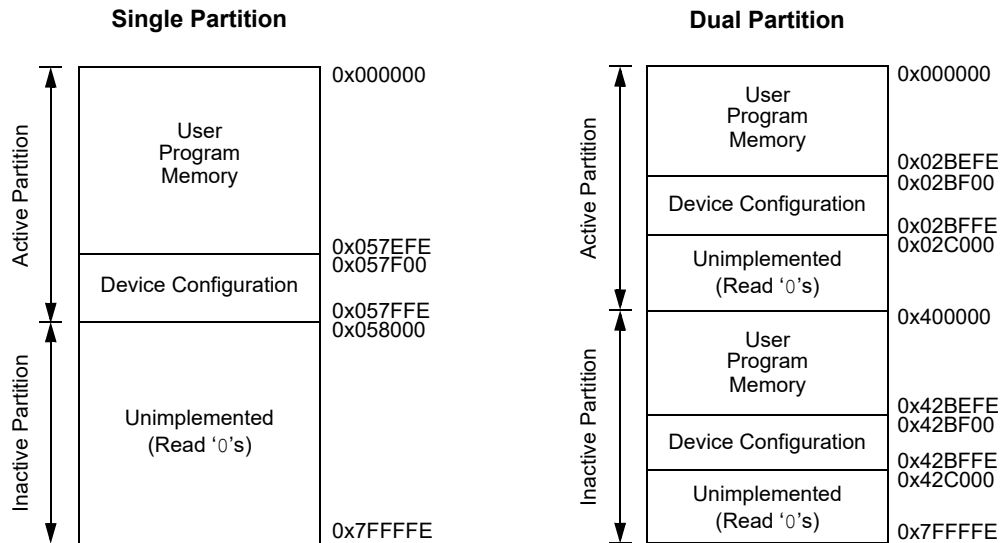 Single Partition
Active Partition
Inactive Partition
User
Program
Memory
Device Configuration
Unimplemented
(Read ‘0’s)
0x000000
0x057EFE
0x057F00
0x057FFE
0x058000
0x7FFFFE
Dual Partition
Active Partition
Inactive Partition
User
Program
Memory
Device Configuration
Unimplemented
(Read ‘0’s)
User
Program
Memory
Device Configuration
Unimplemented
(Read ‘0’s)
0x000000
0x02BEFE
0x02BF00
0x02BFFE
0x02C000
0x400000
0x42BEFE
0x42BF00
0x42BFFE
0x42C000
0x7FFFFE